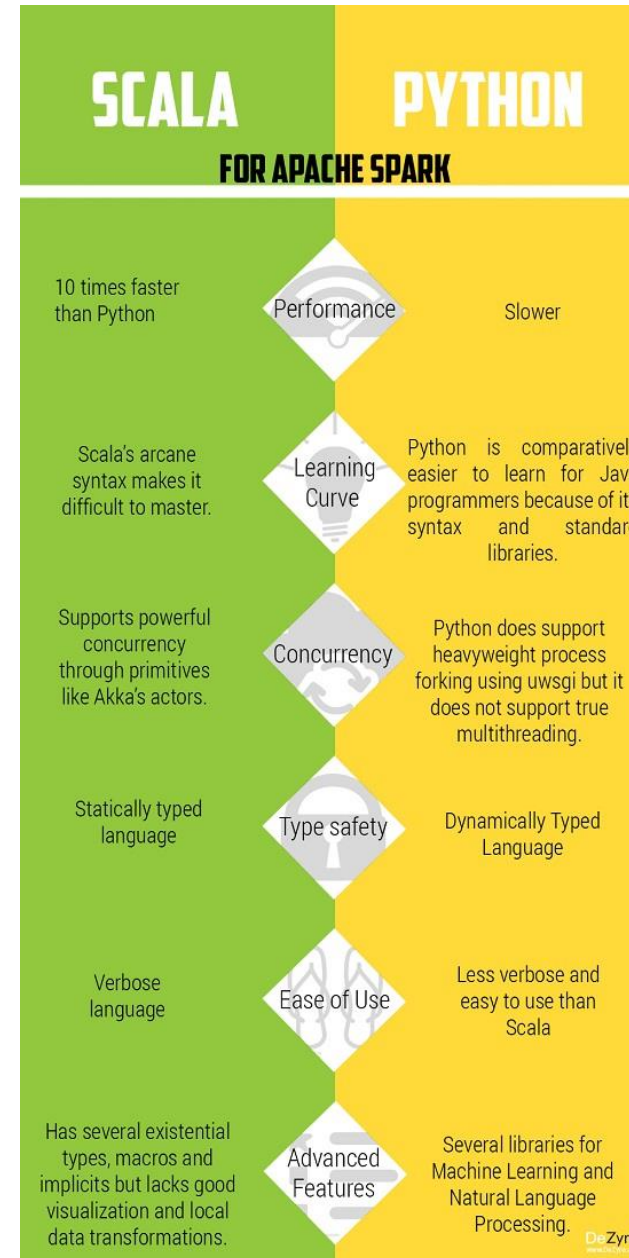 SCALA
PYTHON
FOR APACHE SPARK
10 times faster
than Python
Performance
Slower
Scala's arcane
syntax makes it
difficult to master.
Learning
Curve
Python is comparativel
easier to learn for Jav
programmers because of it
syntax and standar
libraries.
Supports powerful
concurrency
through primitives
like Akka's actors.
Concurrency
Python does support
heavyweight process
forking using uwsgi but it
does not support true
multithreading.
Statically typed
language
Type safety
Dynamically Typed
Language
Verbose
language
Ease of Use
Less verbose and
easy to use than
Scala
Has several existential
types, macros and
implicits but lacks good
visualization and local
data transformations.
Advanced
Features
Several libraries for
Machine Learning and
Natural Language
Processing.
DeZyr